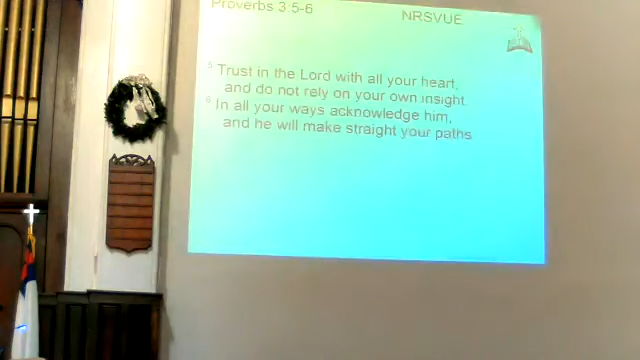 Proverbs 3:5-6 NRSVUE
5 Trust in the Lord with all your heart,
and do not rely on your own insight.
6 In all your ways acknowledge him,
and he will make straight your paths.